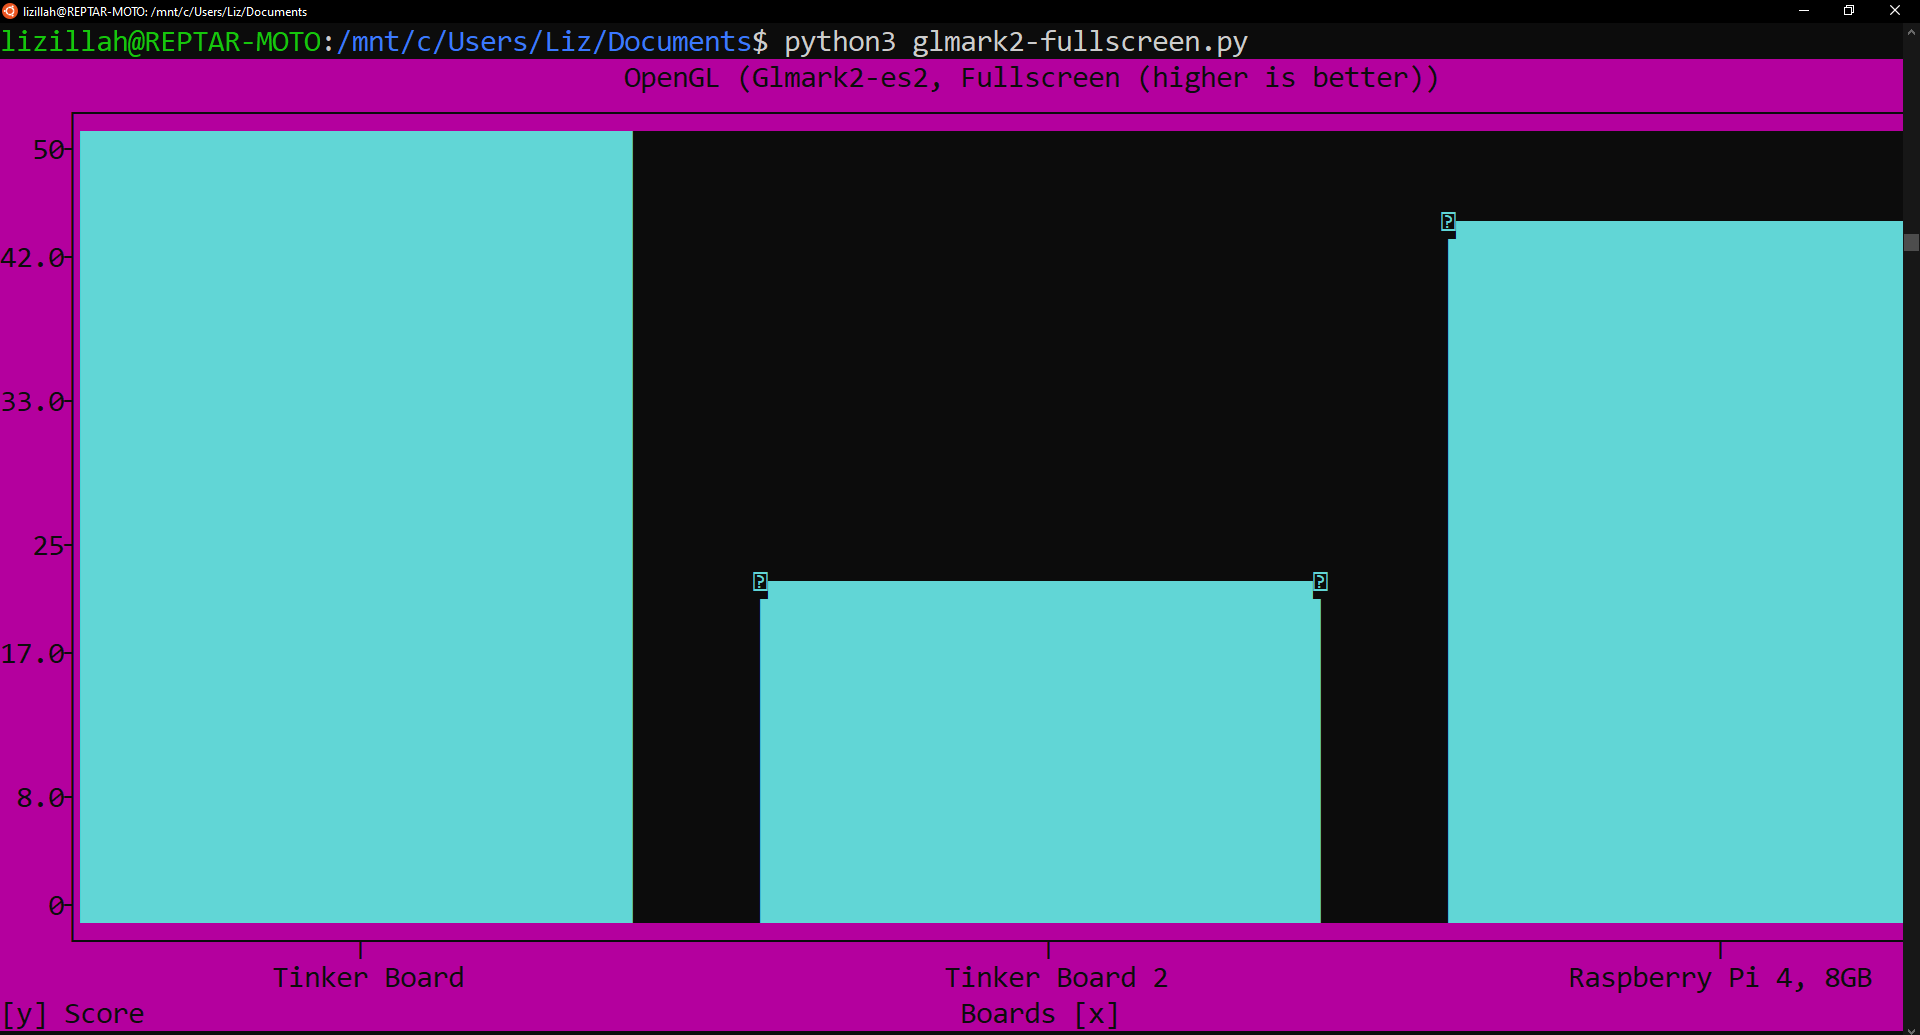 lizillah@REPTAR-MOTO: /mnt/c/Users/Liz/Documents
lizillah@REPTAR-MOTO:/mnt/c/Users/Liz/Documents$ python3 glmark2-fullscreen.py
OpenGL (Glmark2-es2, Fullscreen (higher is better))
50
42.0
33.0
25
17.0
8.0
0
? ? ?
Tinker Board Tinker Board 2 Raspberry Pi 4, 8GB
[y] Score Boards [x]